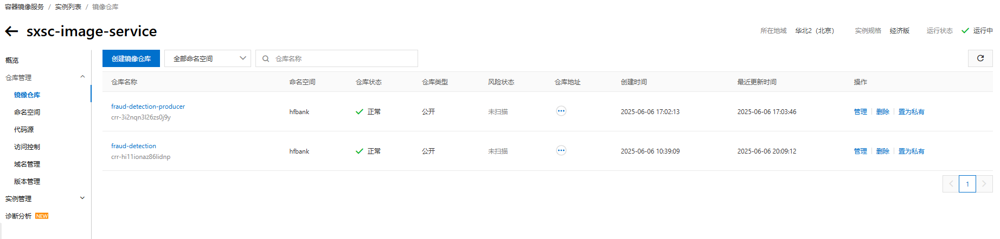 容器镜像服务 / 实例列表 / 镜像仓库
sxsc-image-service
所在地域 华北2（北京） 实例规格 经济版 运行状态 运行中
概览
仓库管理
镜像仓库
命名空间
代码源
访问控制
域名管理
版本管理
实例管理
诊断分析 NEW
创建镜像仓库 全部命名空间 仓库名称
仓库名称 命名空间 仓库状态 仓库类型 风险状态 仓库地址 创建时间 最近更新时间 操作
fraud-detection-producer
crr-3i2nqn3l26zs0j9y
hfbank 正常 公开 未扫描 2025-06-06 17:02:13 2025-06-06 17:03:46 管理 删除 置为私有
fraud-detection
crr-hi11ionaz86lidnp
hfbank 正常 公开 未扫描 2025-06-06 10:39:09 2025-06-06 20:09:12 管理 删除 置为私有
1